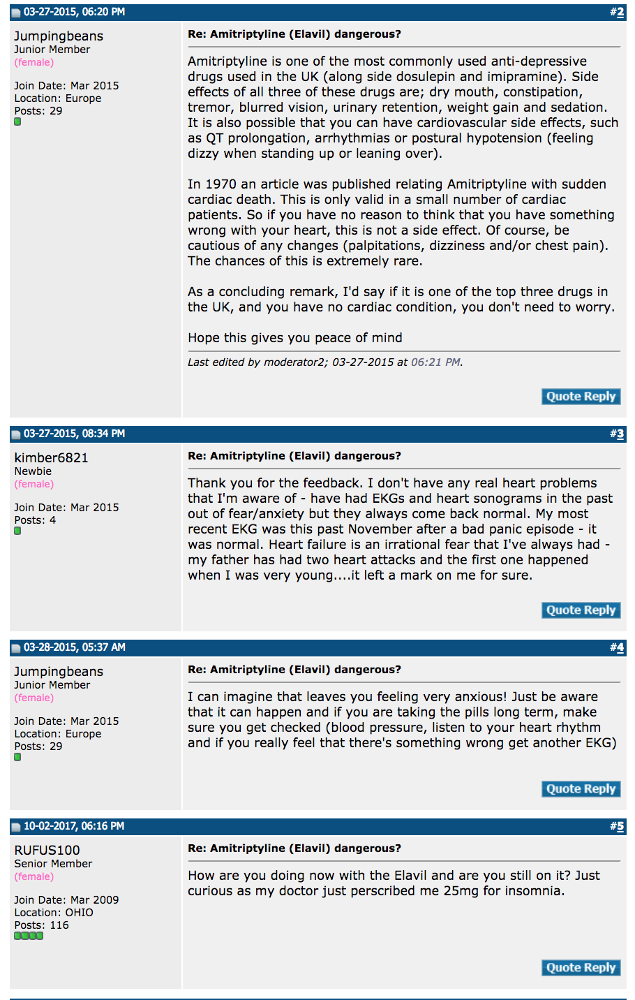 03-27-2015, 06:20 PM #2
Jumpingbeans
Junior Member
(female)
Join Date: Mar 2015
Location: Europe
Posts: 29
Re: Amitriptyline (Elavil) dangerous?
Amitriptyline is one of the most commonly used anti-depressive
drugs used in the UK (along side dosulepin and imipramine). Side
effects of all three of these drugs are; dry mouth, constipation,
tremor, blurred vision, urinary retention, weight gain and sedation.
It is also possible that you can have cardiovascular side effects, such
as QT prolongation, arrhythmias or postural hypotension (feeling
dizzy when standing up or leaning over).
In 1970 an article was published relating Amitriptyline with sudden
cardiac death. This is only valid in a small number of cardiac
patients. So if you have no reason to think that you have something
wrong with your heart, this is not a side effect. Of course, be
cautious of any changes (palpitations, dizziness and/or chest pain).
The chances of this is extremely rare.
As a concluding remark, I'd say if it is one of the top three drugs in
the UK, and you have no cardiac condition, you don't need to worry.
Hope this gives you peace of mind
Last edited by moderator2; 03-27-2015 at 06:21 PM.
Quote Reply
03-27-2015, 08:34 PM #3
kimber6821
Newbie
(female)
Join Date: Mar 2015
Posts: 4
Re: Amitriptyline (Elavil) dangerous?
Thank you for the feedback. I don't have any real heart problems
that I'm aware of - have had EKGs and heart sonograms in the past
out of fear/anxiety but they always come back normal. My most
recent EKG was this past November after a bad panic episode - it
was normal. Heart failure is an irrational fear that I've always had -
my father has had two heart attacks and the first one happened
when I was very young....it left a mark on me for sure.
Quote Reply
03-28-2015, 05:37 AM #4
Jumpingbeans
Junior Member
(female)
Join Date: Mar 2015
Location: Europe
Posts: 29
Re: Amitriptyline (Elavil) dangerous?
I can imagine that leaves you feeling very anxious! Just be aware
that it can happen and if you are taking the pills long term, make
sure you get checked (blood pressure, listen to your heart rhythm
and if you really feel that there's something wrong get another EKG)
Quote Reply
10-02-2017, 06:16 PM #5
RUFUS100
Senior Member
(female)
Join Date: Mar 2009
Location: OHIO
Posts: 116
Re: Amitriptyline (Elavil) dangerous?
How are you doing now with the Elavil and are you still on it? Just
curious as my doctor just perscribed me 25mg for insomnia.
Quote Reply